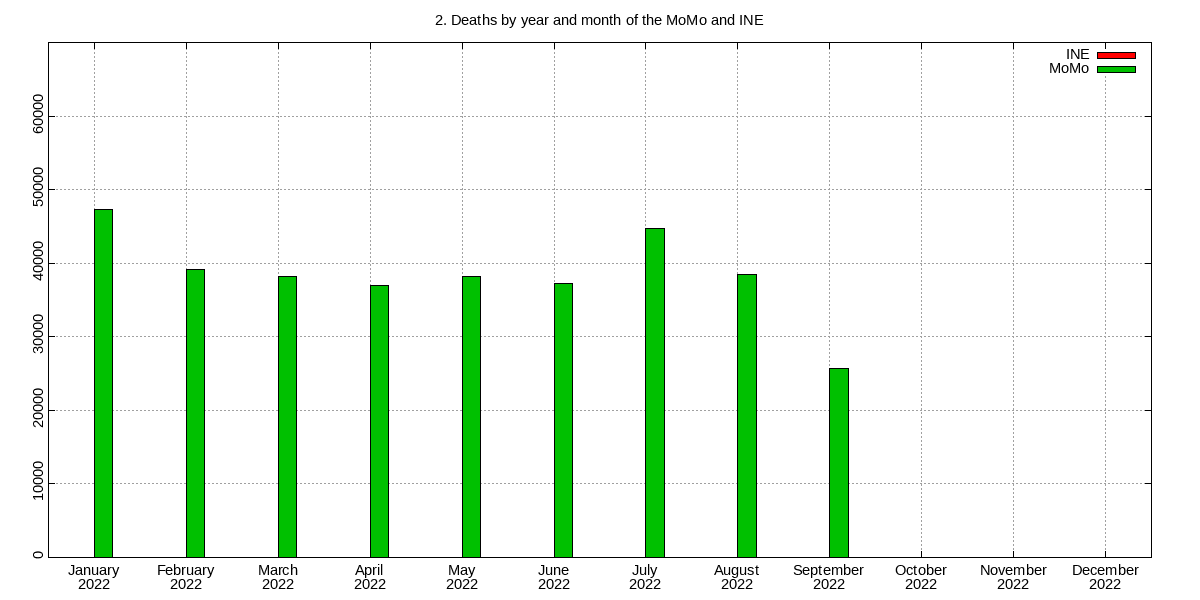 2. Deaths by year and month of the MoMo and INE
INE
MoMo
60000
50000
40000
30000
20000
10000
0
January February March April May June July August September October November December
2022 2022 2022 2022 2022 2022 2022 2022 2022 2022 2022 2022